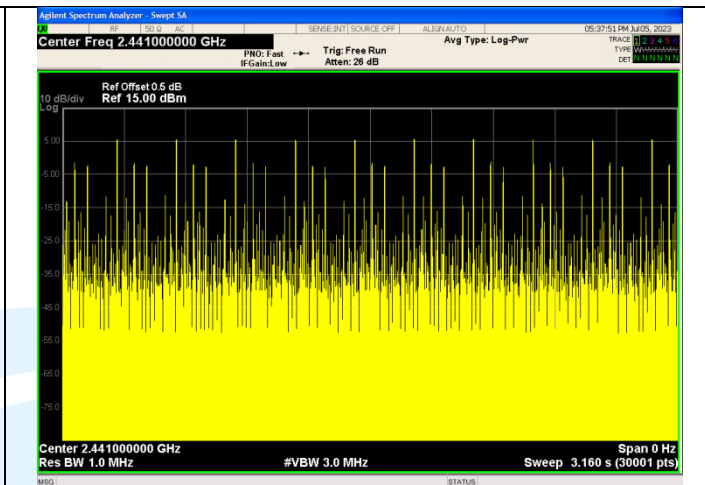 Agilent Spectrum Analyzer - Swept SA
RF 50 Ω AC SENSE:INT SOURCE OFF ALIGN AUTO 05:37:51 PM Jul 05, 2023
Center Freq 2.441000000 GHz
PNO: Fast
IFGain:Low
Trig: Free Run
Atten: 26 dB
Avg Type: Log-Pwr
TRACE 1 2 3 4 5 6
TYPE W
DET N N N N N N
Ref Offset 0.5 dB
10 dB/div Ref 15.00 dBm
Log
5.00
-5.00
-15.0
-25.0
-35.0
-45.0
-55.0
-65.0
-75.0
Center 2.441000000 GHz Span 0 Hz
Res BW 1.0 MHz #VBW 3.0 MHz Sweep 3.160 s (30001 pts)
MSG STATUS